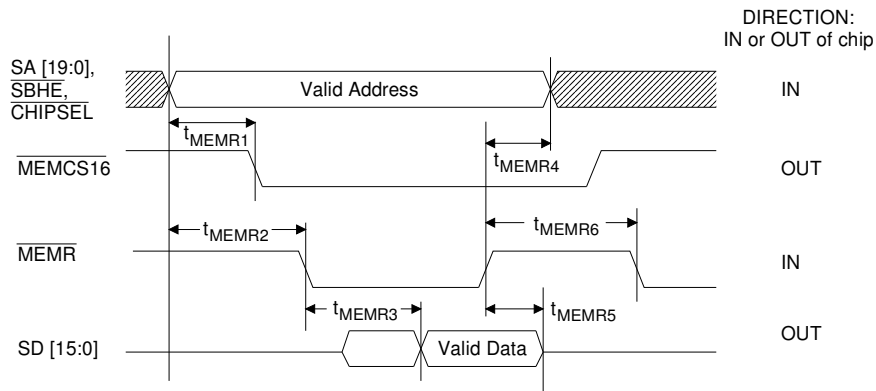 DIRECTION:
IN or OUT of chip
SA [19:0],
SBHE,
CHIPSEL
Valid Address
IN
tMEMR1
tMEMR4
MEMCS16
OUT
tMEMR2
tMEMR6
MEMR
IN
tMEMR3
tMEMR5
OUT
SD [15:0]
Valid Data